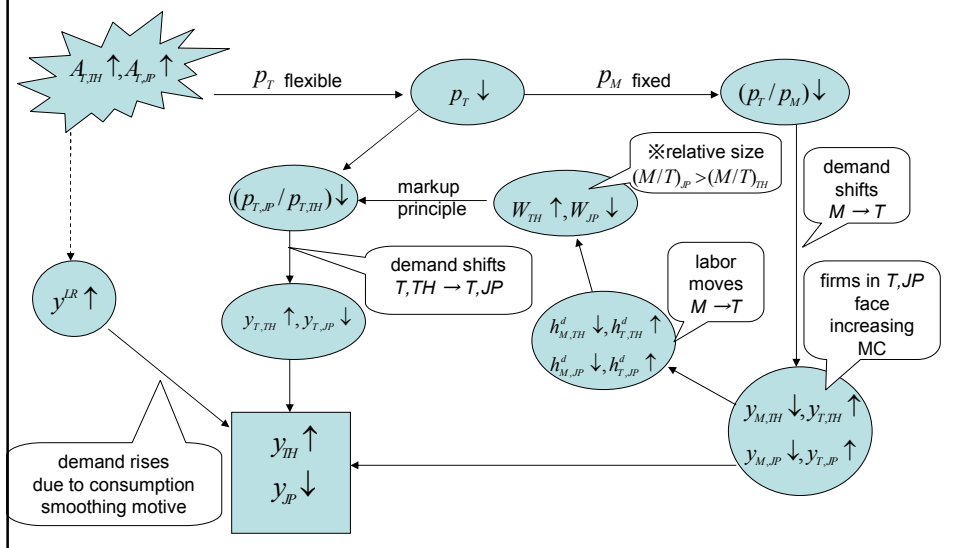 A_{T,TH} ↑, A_{T,JP} ↑
p_T flexible
p_T ↓
p_M fixed
(p_T / p_M) ↓
※relative size
(M/T)_{JP} > (M/T)_{TH}
demand
shifts
M → T
(p_{T,JP} / p_{T,TH}) ↓
markup
principle
W_{TH} ↑, W_{JP} ↓
demand shifts
T,TH → T,JP
labor
moves
M → T
firms in T,JP
face
increasing
MC
y^{LR} ↑
y_{T,TH} ↑, y_{T,JP} ↓
h^d_{M,TH} ↓, h^d_{T,TH} ↑
h^d_{M,JP} ↓, h^d_{T,JP} ↑
y_{M,TH} ↓, y_{T,TH} ↑
y_{M,JP} ↓, y_{T,JP} ↑
y_{TH} ↑
y_{JP} ↓
demand rises
due to consumption
smoothing motive